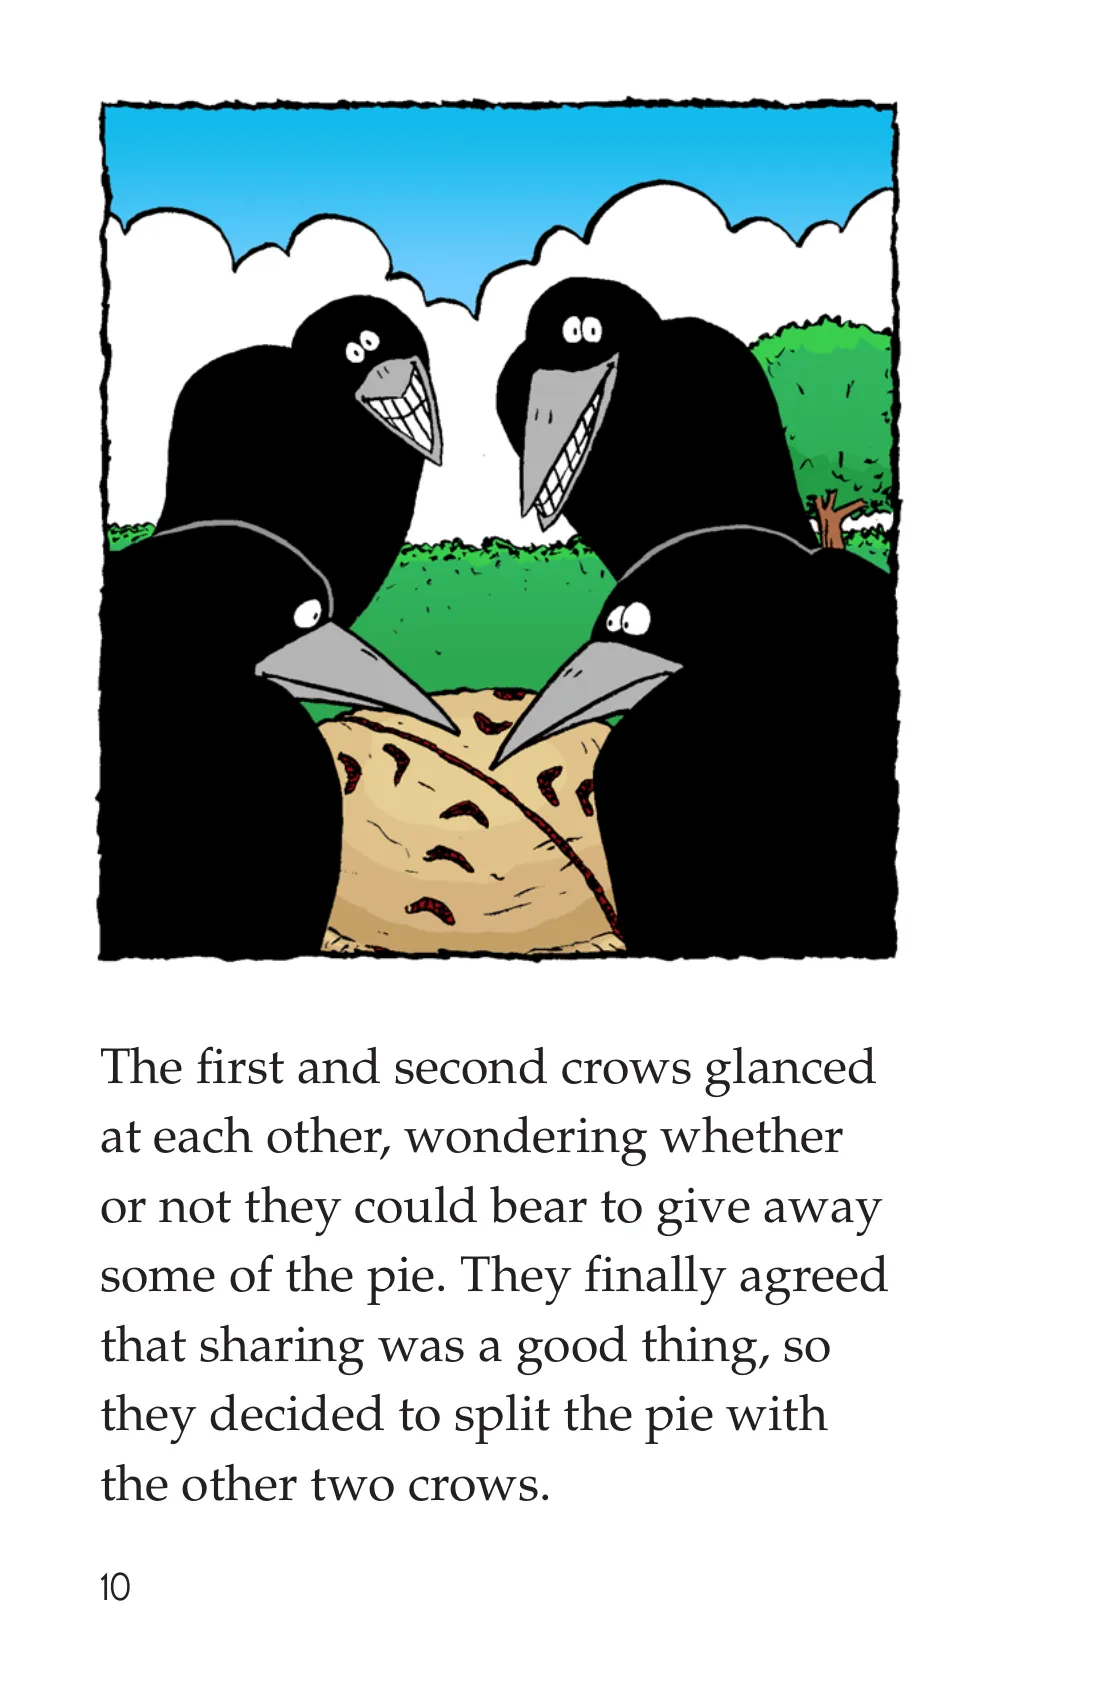 The first and second crows glanced
at each other, wondering whether
or not they could bear to give away
some of the pie. They finally agreed
that sharing was a good thing, so
they decided to split the pie with
the other two crows.
10